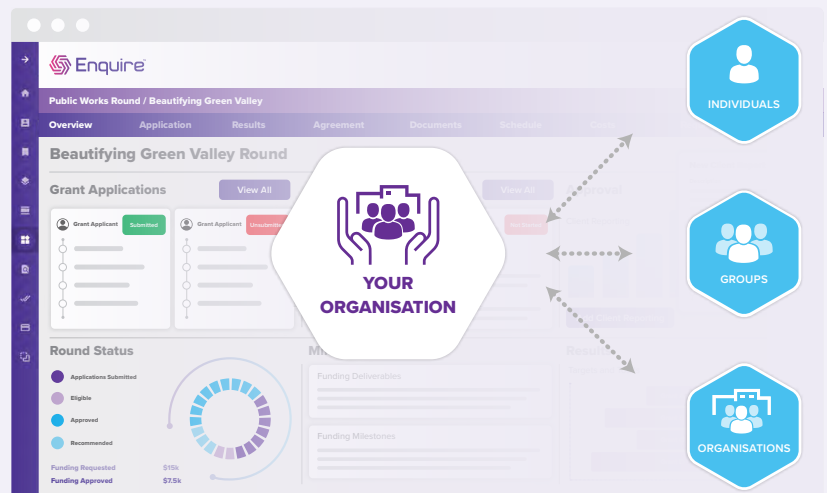 Enquire
Public Works Round / Beautifying Green Valley
Overview Application Results Agreement Documents Schedule
Beautifying Green Valley Round
Grant Applications View All View All Approval
Grant Applicant Submitted Grant Applicant
Round Status
Applications Submitted
Eligible
Approved
Recommended
Funding Requested $15k
Funding Approved $7.5k
Funding Deliverables
Funding Milestones
YOUR
ORGANISATION
INDIVIDUALS
GROUPS
ORGANISATIONS